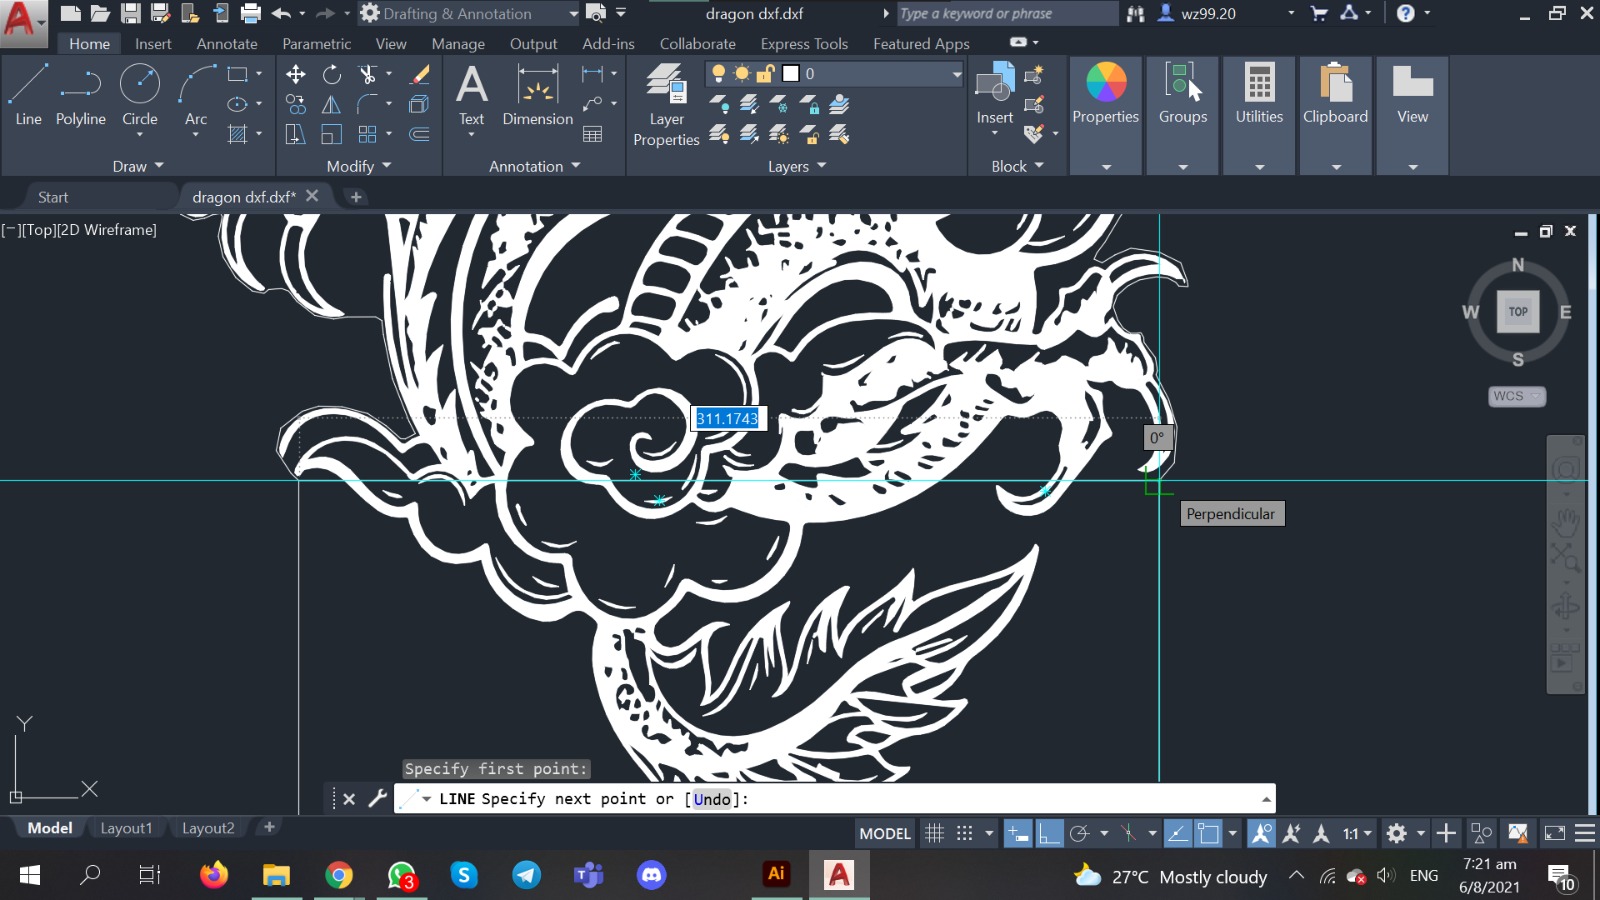 Drafting & Annotation
dragon dxf.dxf
Type a keyword or phrase
wz99.20
Home
Insert
Annotate
Parametric
View
Manage
Output
Add-ins
Collaborate
Express Tools
Featured Apps
0
Line
Polyline
Circle
Arc
Text
Dimension
Layer
Properties
Insert
Properties
Groups
Utilities
Clipboard
View
Draw
Modify
Annotation
Layers
Block
Start
dragon dxf.dxf*
[−][Top][2D Wireframe]
N
W
TOP
E
S
WCS
311.1743
0°
Perpendicular
Y
X
Specify first point:
LINE Specify next point or [Undo]:
Model
Layout1
Layout2
MODEL
1:1
3
Ai
27°C Mostly cloudy
ENG
7:21 am
6/8/2021
10